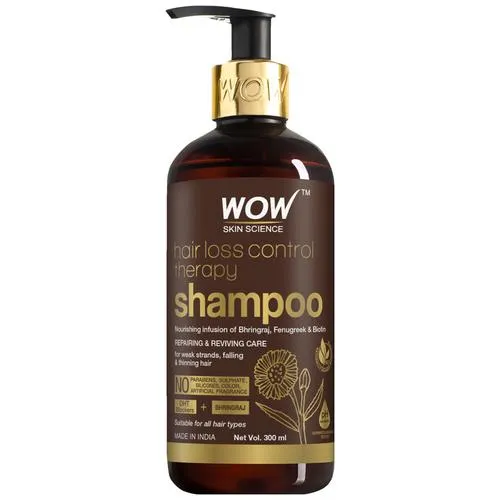 WOW
WOW™
SKIN SCIENCE
hair loss control
therapy
shampoo
Nourishing infusion of Bhringraj, Fenugreek & Biotin
REPAIRING & REVIVING CARE
for weak strands, falling
& thinning hair
NO PARABENS, SULPHATE,
SILICONES, COLOR,
ARTIFICIAL FRAGRANCE
DHT
Blockers + BHRINGRAJ
Suitable for all hair types
MADE IN INDIA Net Vol. 300 ml
pH